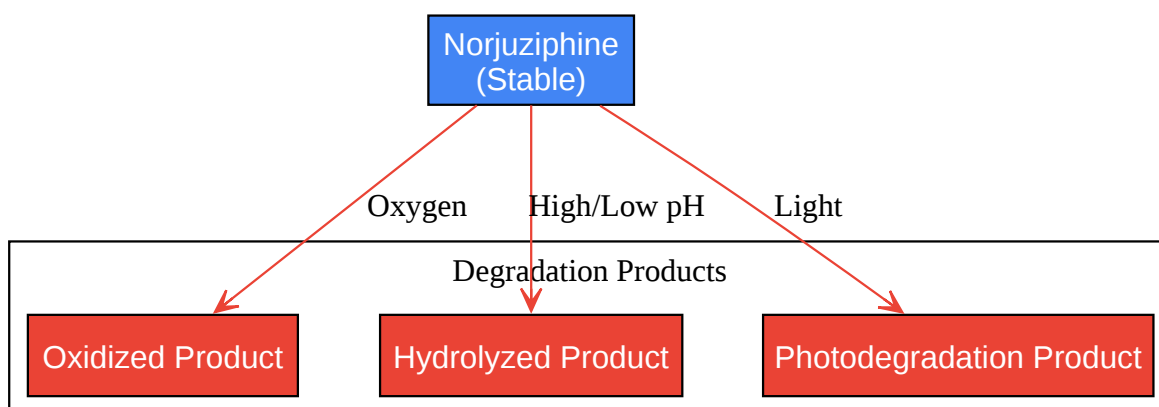 Norjuziphine
(Stable)
Oxygen
High/Low pH
Light
Degradation Products
Oxidized Product
Hydrolyzed Product
Photodegradation Product